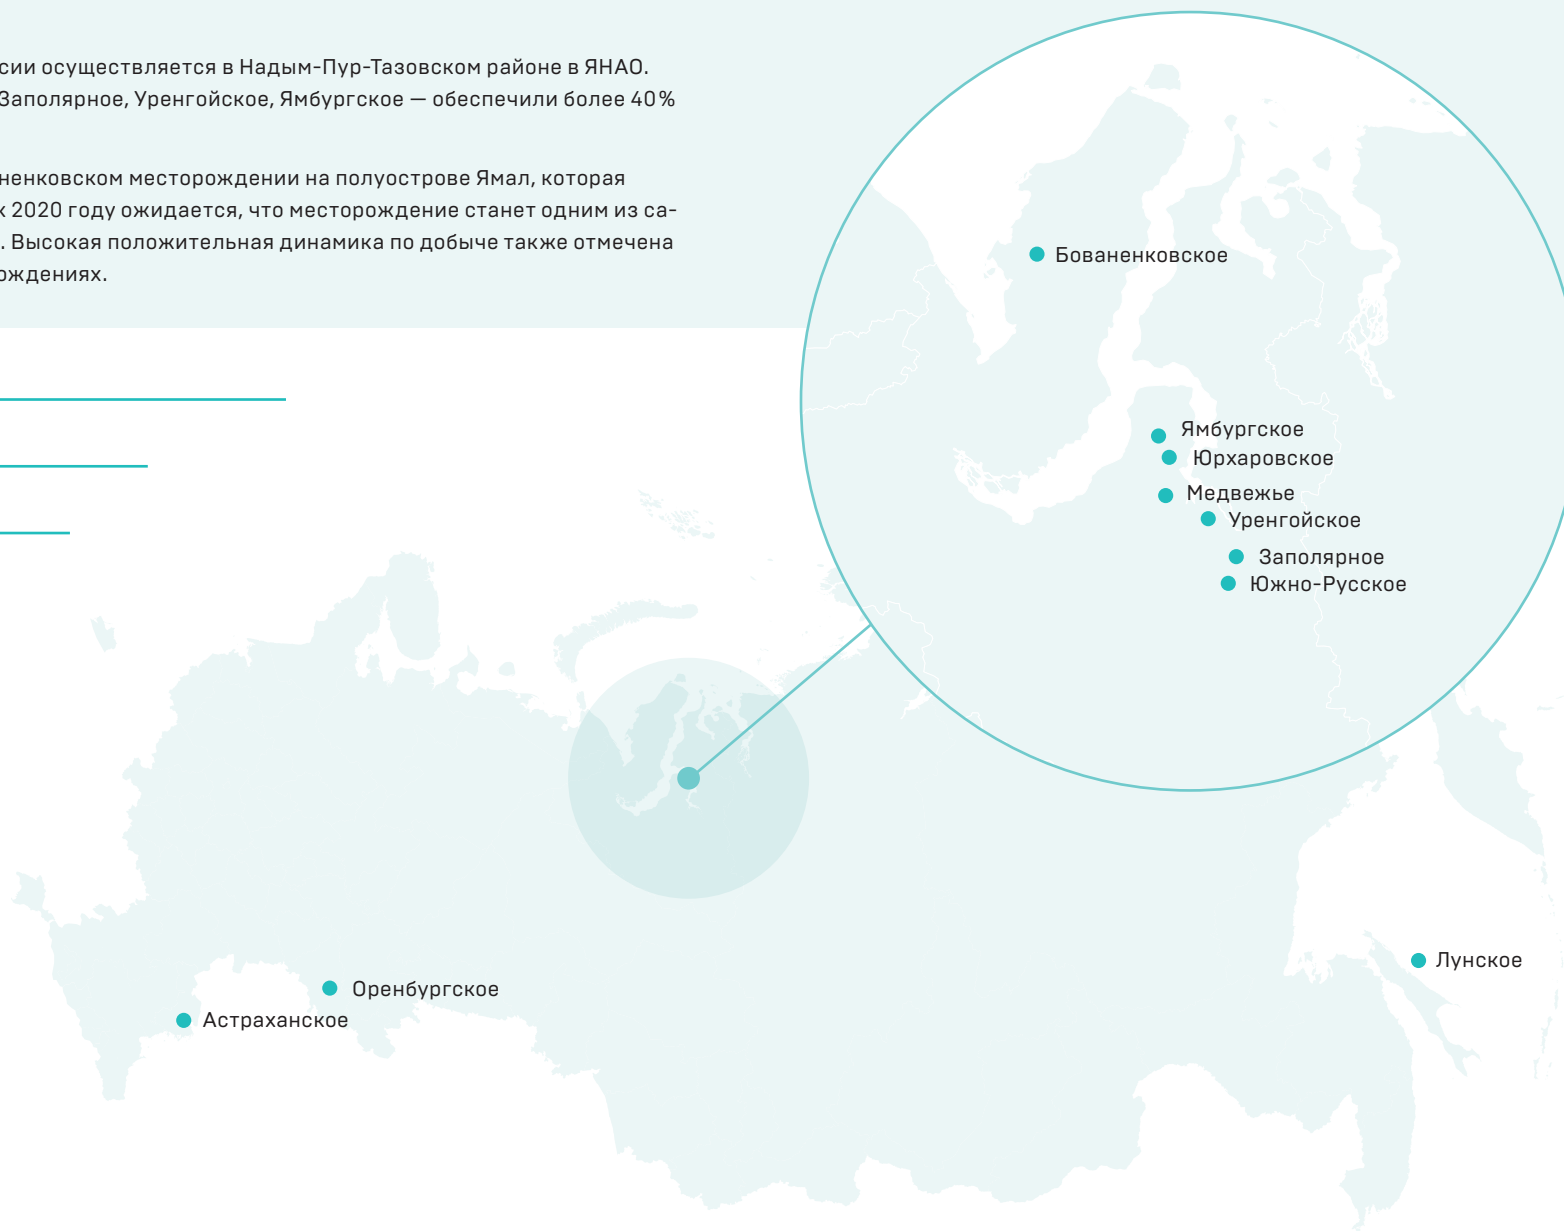 сии осуществляется в Надым-Пур-Тазовском районе в ЯНАО.
Заполярное, Уренгойское, Ямбургское — обеспечили более 40%
ненковском месторождении на полуострове Ямал, которая
к 2020 году ожидается, что месторождение станет одним из са-
. Высокая положительная динамика по добыче также отмечена
ождениях.
Бованенковское
Ямбургское
Юрхаровское
Медвежье
Уренгойское
Заполярное
Южно-Русское
Лунское
Оренбургское
Астраханское